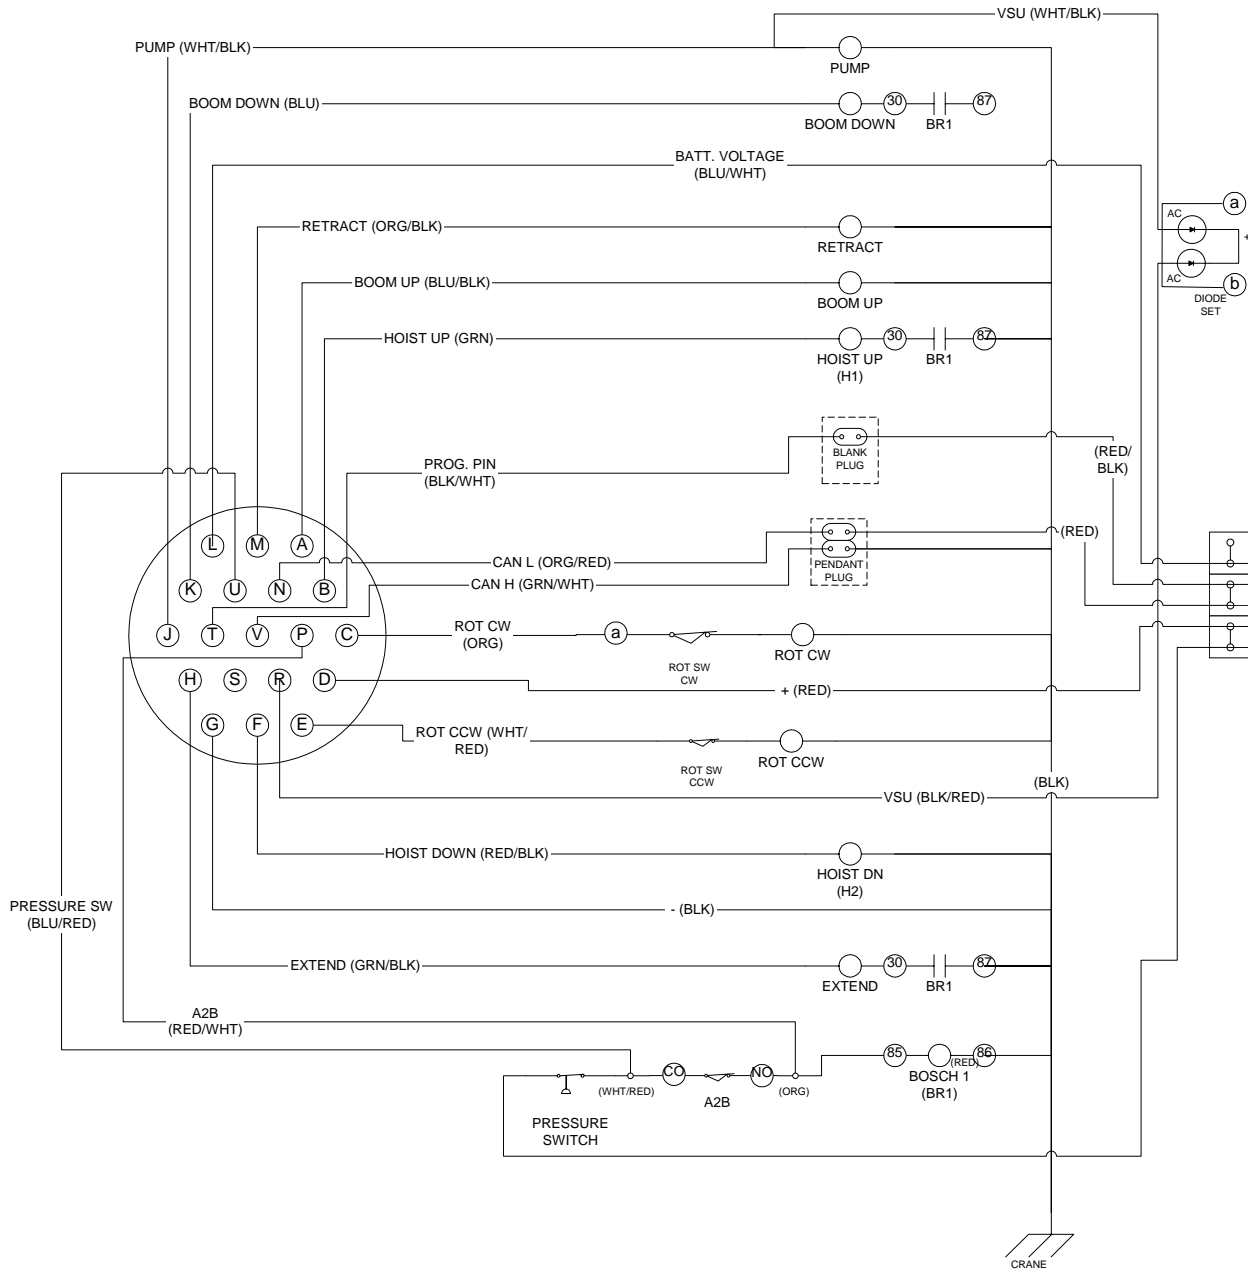 VSU (WHT/BLK)
PUMP (WHT/BLK)
PUMP
BOOM DOWN (BLU)
30
87
BOOM DOWN
BR1
BATT. VOLTAGE
(BLU/WHT)
a
AC
+
AC
b
DIODE
SET
RETRACT (ORG/BLK)
RETRACT
BOOM UP (BLU/BLK)
BOOM UP
HOIST UP (GRN)
30
87
HOIST UP
(H1)
BR1
BLANK
PLUG
(RED/
BLK)
PROG. PIN
(BLK/WHT)
(RED)
CAN L (ORG/RED)
PENDANT
PLUG
CAN H (GRN/WHT)
L
M
A
K
U
N
B
J
T
V
P
C
H
S
R
D
G
F
E
ROT CW
(ORG)
a
ROT SW
CW
ROT CW
+ (RED)
ROT CCW (WHT/
RED)
ROT SW
CCW
ROT CCW
(BLK)
VSU (BLK/RED)
HOIST DOWN (RED/BLK)
HOIST DN
(H2)
PRESSURE SW
(BLU/RED)
- (BLK)
EXTEND (GRN/BLK)
30
87
EXTEND
BR1
A2B
(RED/WHT)
85
86
(RED)
BOSCH 1
(BR1)
CO
NO
(WHT/RED)
A2B
(ORG)
PRESSURE
SWITCH
CRANE